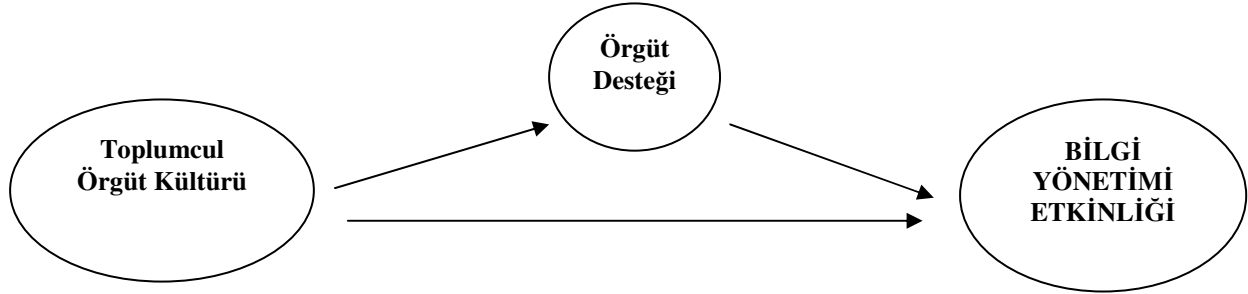 Örgüt
Desteği
Toplumcul
Örgüt Kültürü
BİLGİ
YÖNETİMİ
ETKİNLİĞİ